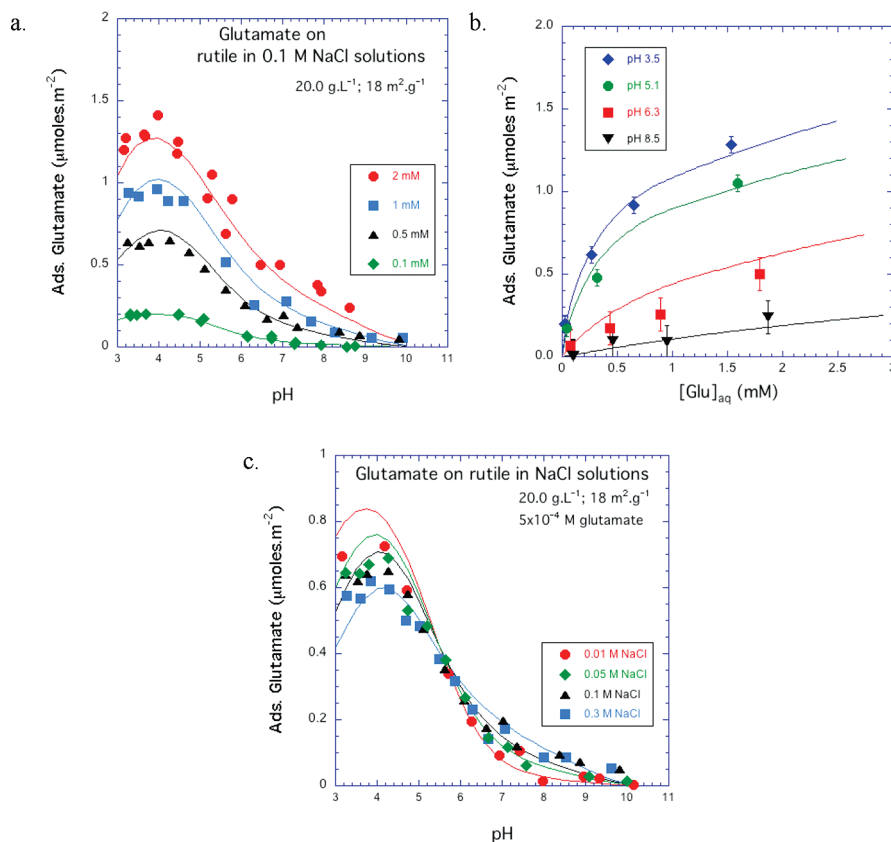 a.
Glutamate on
rutile in 0.1 M NaCl solutions
20.0 g.L⁻¹; 18 m².g⁻¹
2 mM
1 mM
0.5 mM
0.1 mM
Ads. Glutamate (μmoles.m⁻²)
2
1.5
1
0.5
0
3 4 5 6 7 8 9 10 11
pH
b.
pH 3.5
pH 5.1
pH 6.3
pH 8.5
Ads. Glutamate (μmoles m⁻²)
2.0
1.5
1.0
0.5
0.0
0 0.5 1 1.5 2 2.5 3
[Glu]aq (mM)
c.
Glutamate on rutile in NaCl solutions
20.0 g.L⁻¹; 18 m².g⁻¹
5x10⁻⁴ M glutamate
0.01 M NaCl
0.05 M NaCl
0.1 M NaCl
0.3 M NaCl
Ads. Glutamate (μmoles.m⁻²)
1
0.8
0.6
0.4
0.2
0
3 4 5 6 7 8 9 10 11
pH